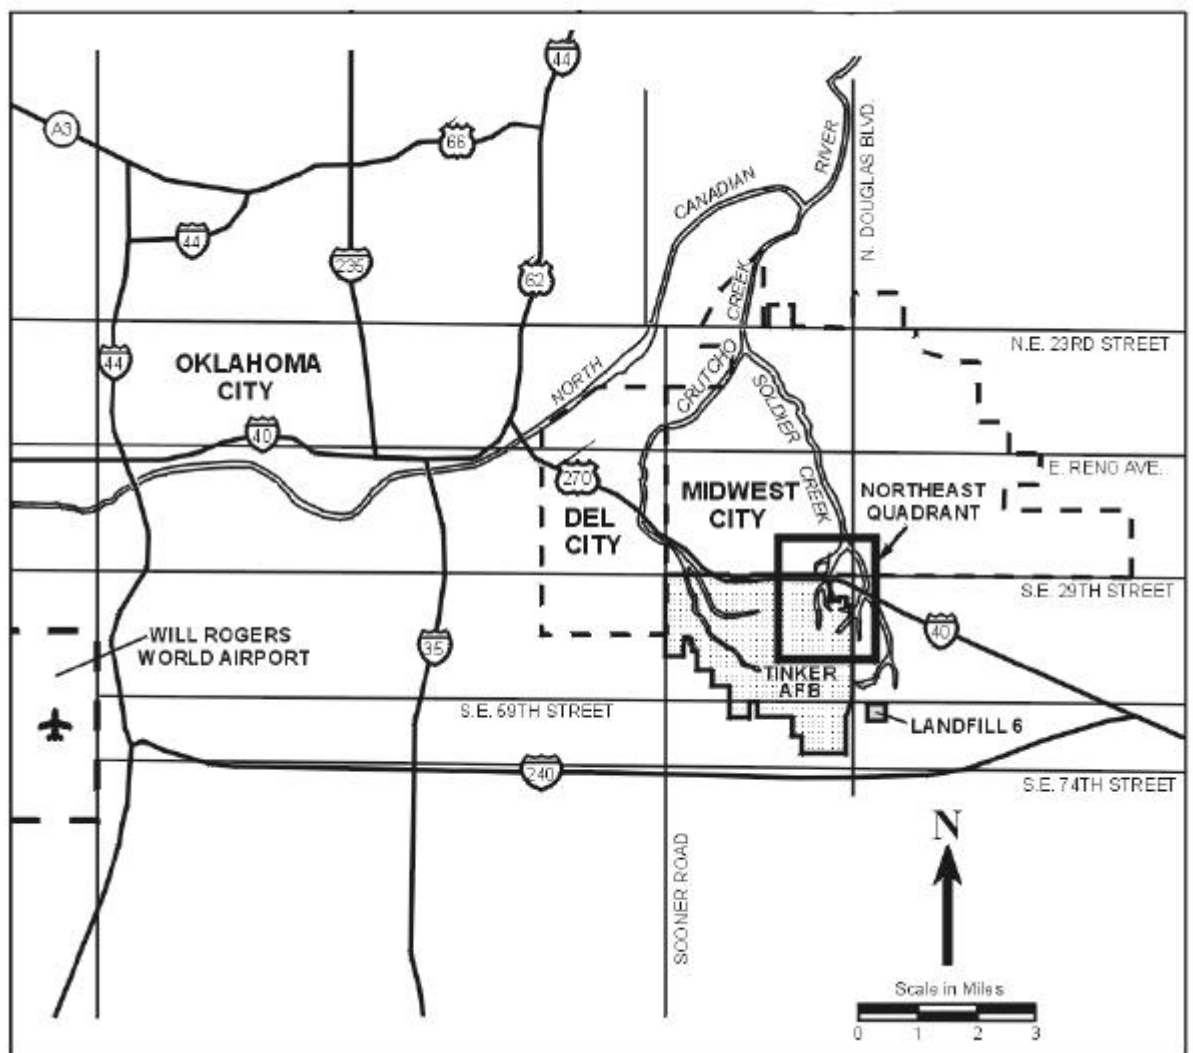 44
A3
66
CANADIAN
RIVER
N. DOUGLAS BLVD.
44
235
62
CREEK
N.E. 23RD STREET
44
OKLAHOMA
CITY
NORTH
CRUTCHO
SOLDIER
CREEK
40
E. RENO AVE.
270
MIDWEST
CITY
NORTHEAST
QUADRANT
DEL
CITY
S.E. 29TH STREET
WILL ROGERS
WORLD AIRPORT
35
40
TINKER
AFB
S.E. 59TH STREET
LANDFILL 6
240
S.E. 74TH STREET
SOONER ROAD
N
Scale in Miles
0 1 2 3